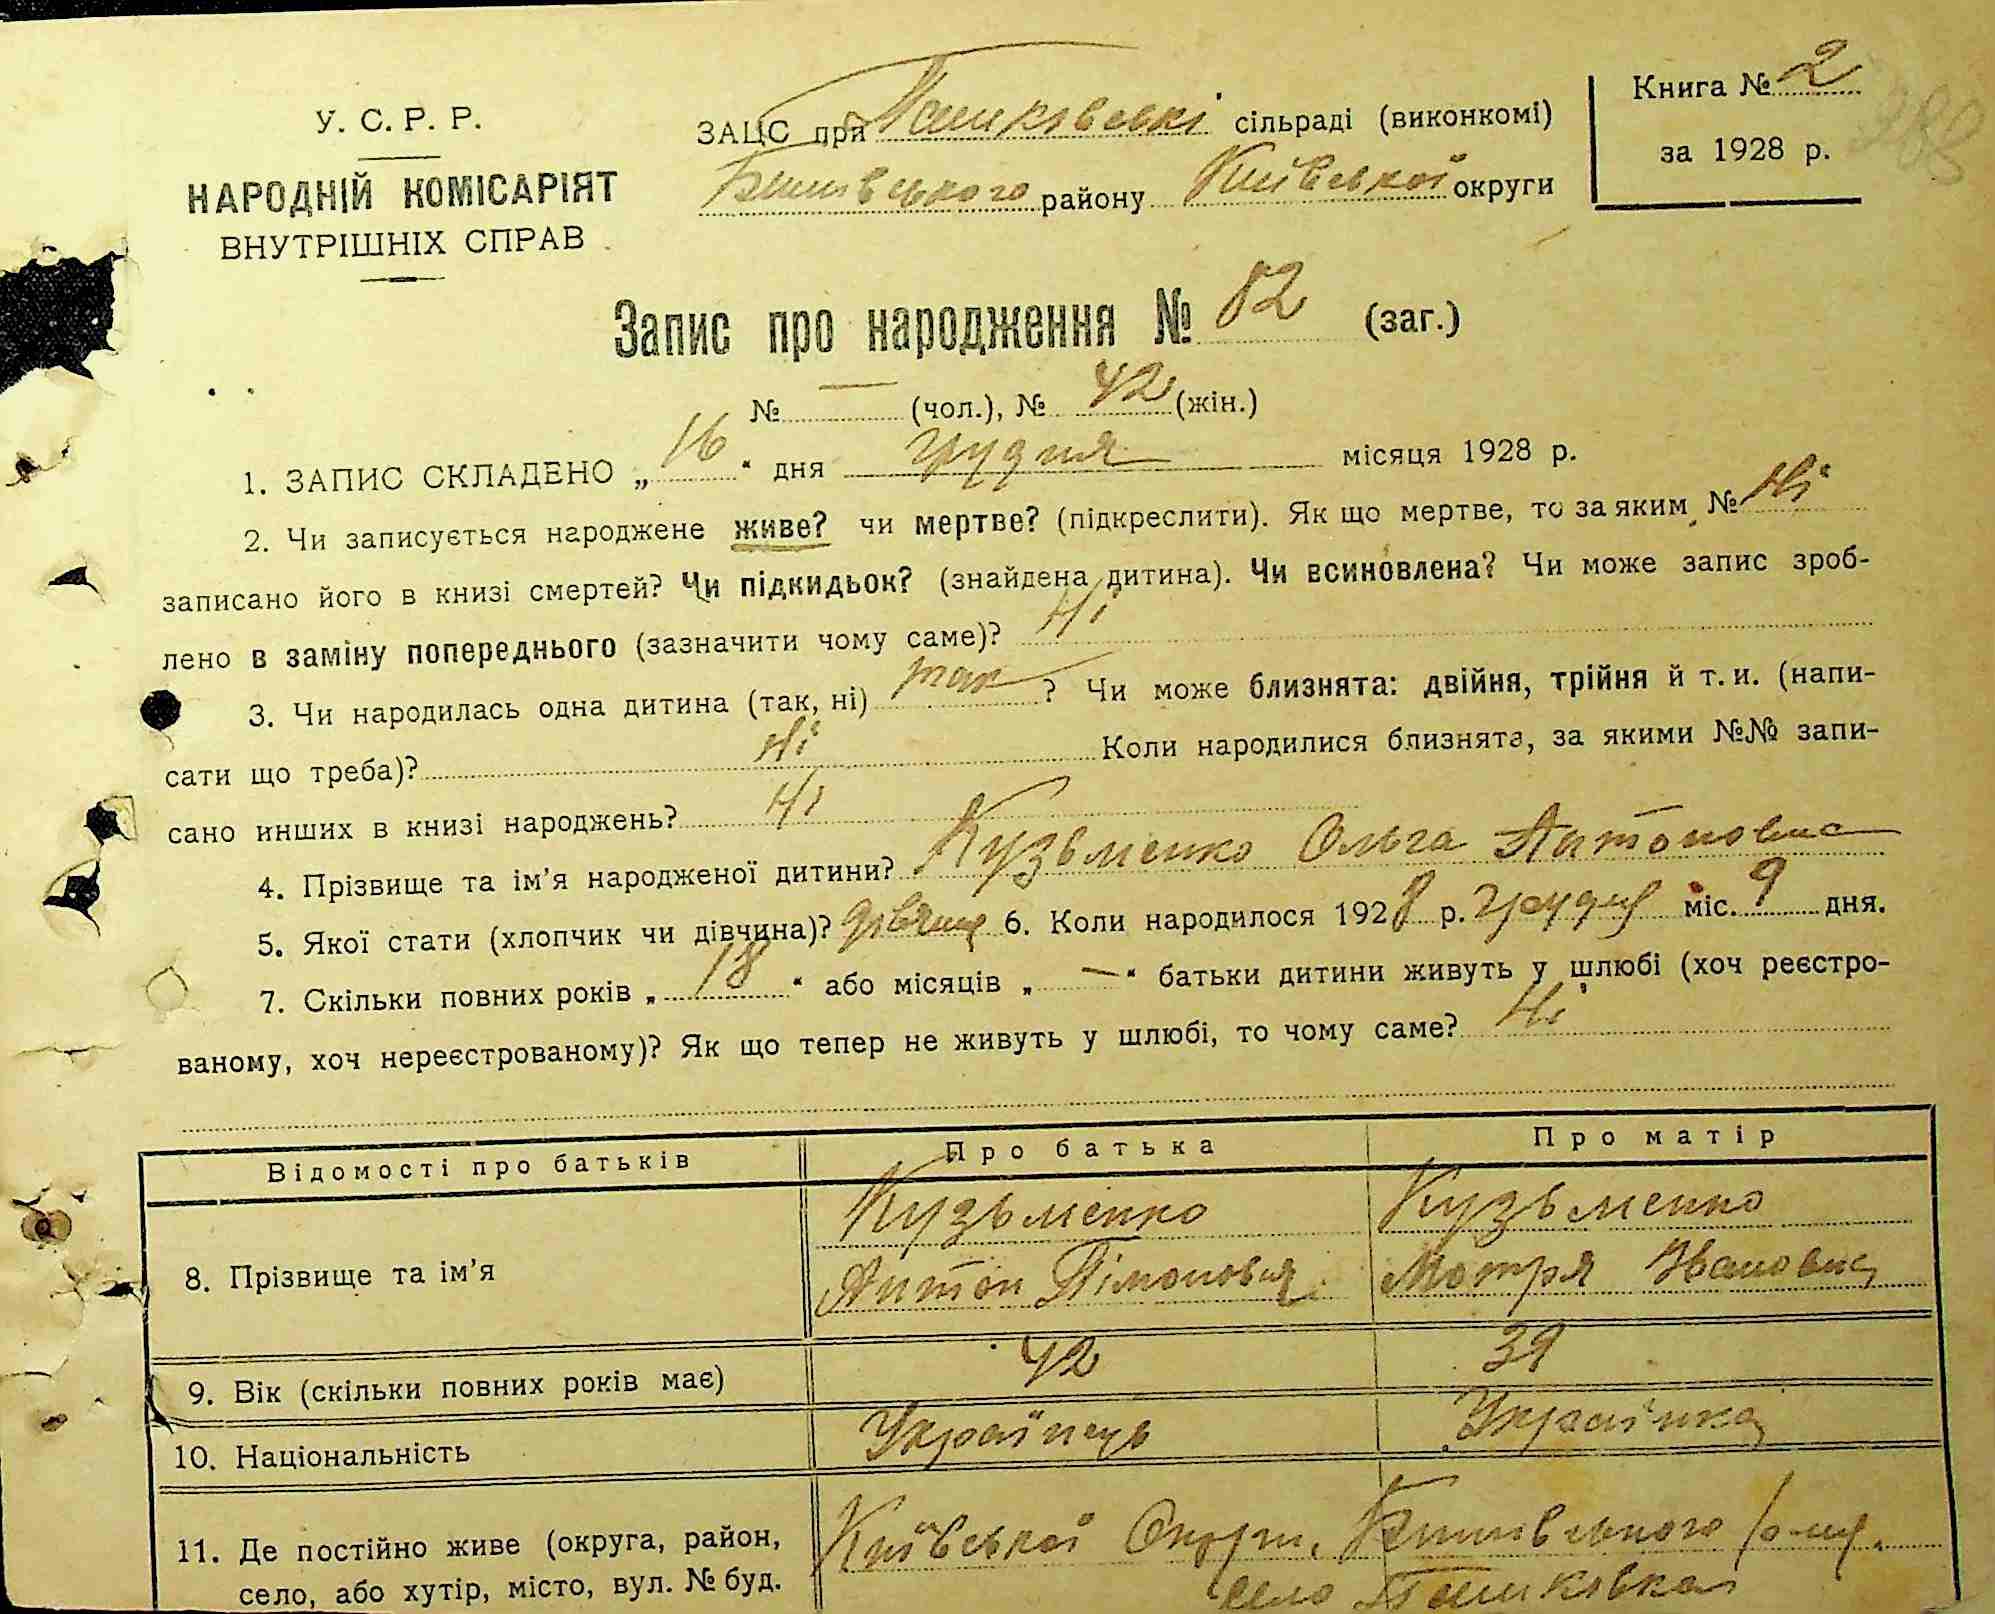 У. С. Р. Р.
НАРОДНІЙ КОМІСАРІЯТ
ВНУТРІШНІХ СПРАВ
ЗАЦС при Пашківські сільраді (виконкомі)
Бишівського району Київської округи
Книга № 2
за 1928 р.
288
Запис про народження № 82 (заг.)
№ — (чол.), № 42 (жін.)
1. ЗАПИС СКЛАДЕНО „ 16 “ дня грудня місяця 1928 р.
2. Чи записується народжене живе? чи мертве? (підкреслити). Як що мертве, то за яким № Ні
записано його в книзі смертей? Чи підкидьок? (знайдена дитина). Чи всиновлена? Чи може запис зроб-
лено в заміну попереднього (зазначити чому саме)? Ні
3. Чи народилась одна дитина (так, ні) так ? Чи може близнята: двійня, трійня й т. и. (напи-
сати що треба)? Ні Коли народилися близнята, за якими №№ запи-
сано инших в книзі народжень? Ні
4. Прізвище та ім’я народженої дитини? Кузьменко Ольга Антоновна
5. Якої стати (хлопчик чи дівчина)? 6. Коли народилося 1928 р. грудня міс. 9 дня.
7. Скільки повних років „ 18 “ або місяців „ — “ батьки дитини живуть у шлюбі (хоч реєстро-
ваному, хоч нереєстрованому)? Як що тепер не живуть у шлюбі, то чому саме? Ні
Відомості про батьків Про батька Про матір
8. Прізвище та ім’я Кузьменко Кузьменко
Антон Мотря Івановна
9. Вік (скільки повних років має) 42 39
10. Національність Українець Українка
11. Де постійно живе (округа, район, Київської Округи, Бишівського
село, або хутір, місто, вул. № буд. село Пашковка